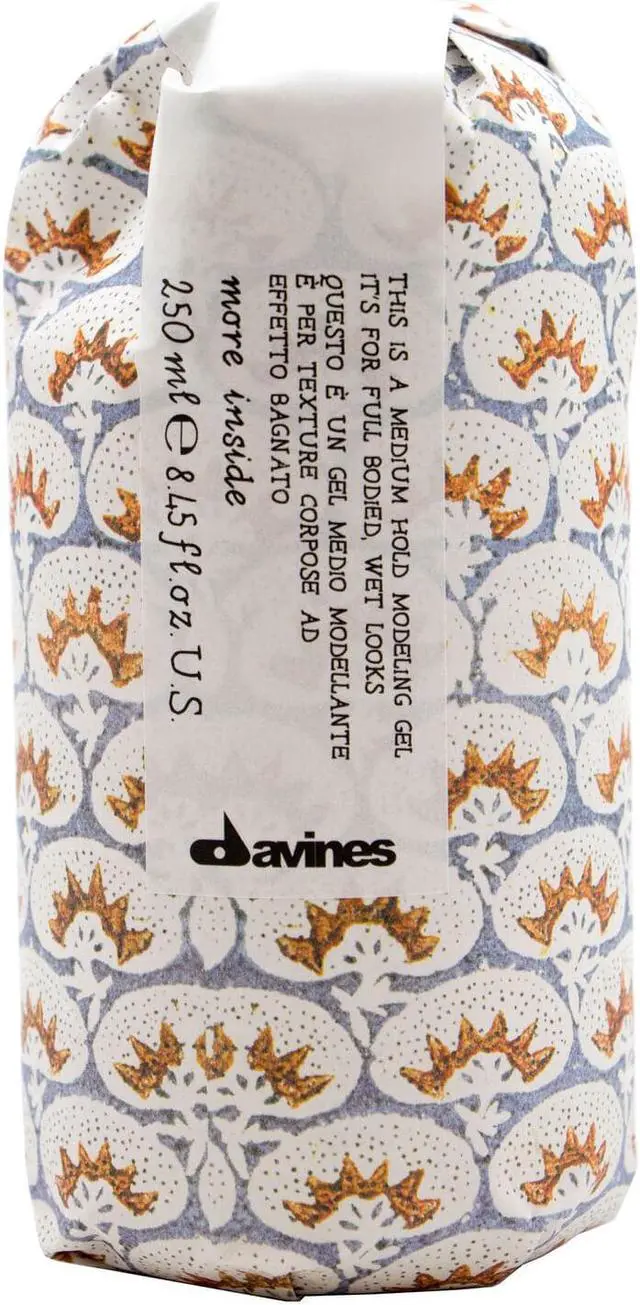 THIS IS A MEDIUM HOLD MODELING GEL
IT'S FOR FULL BODIED, WET LOOKS
QUESTO È UN GEL MEDIO MODELLANTE
È PER TEXTURE CORPOSE AD
EFFETTO BAGNATO
more inside
250 ml e 8.45 fl.oz. U.S.
davines